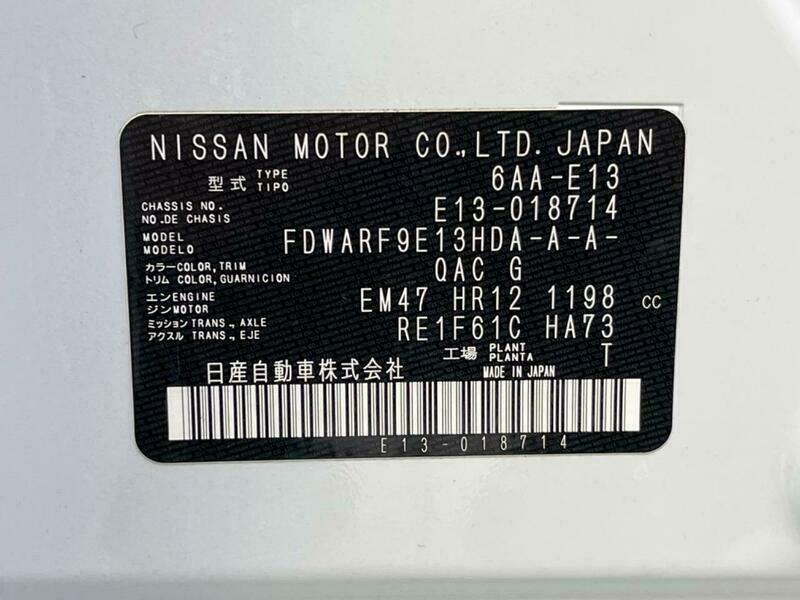 NISSAN MOTOR CO.,LTD. JAPAN
型式 TYPE TIPO 6AA-E13
CHASSIS NO. NO.DE CHASIS E13-018714
MODEL MODELO FDWARF9E13HDA-A-A-
カラー COLOR, TRIM トリム COLOR, GUARNICION QAC G
エンジン ENGINE MOTOR EM47 HR12 1198 CC
ミッション TRANS., AXLE アクスル TRANS., EJE RE1F61C HA73
工場 PLANT PLANTA T
日産自動車株式会社 MADE IN JAPAN
E13-018714